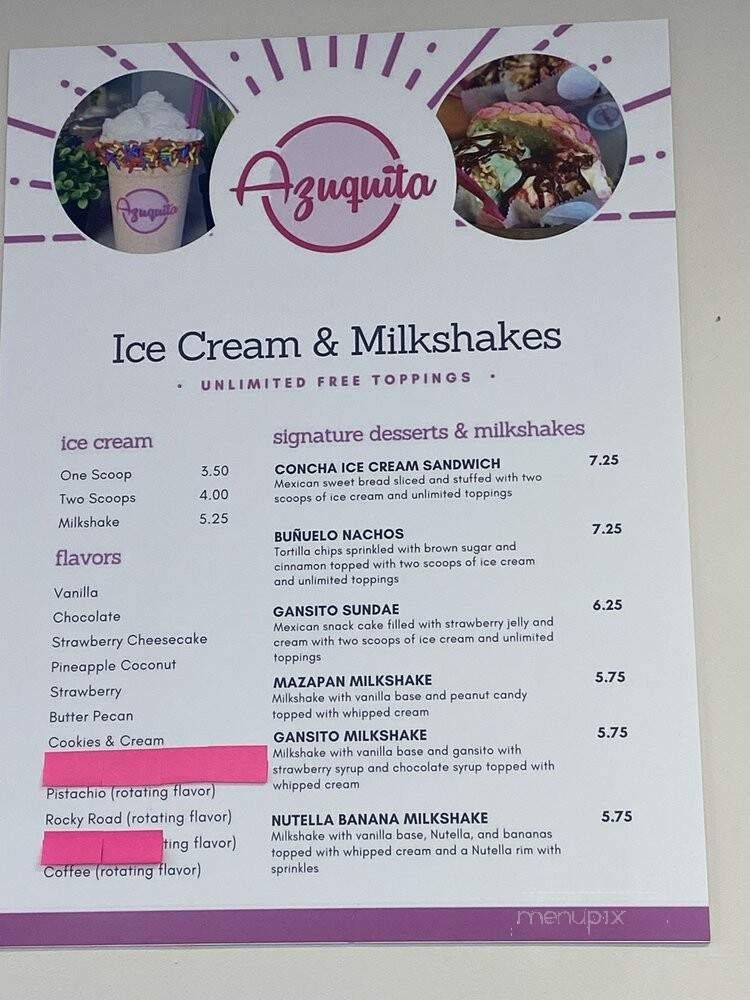 Azuquita
Azuquita
Ice Cream & Milkshakes
• UNLIMITED FREE TOPPINGS •
ice cream
One Scoop 3.50
Two Scoops 4.00
Milkshake 5.25
flavors
Vanilla
Chocolate
Strawberry Cheesecake
Pineapple Coconut
Strawberry
Butter Pecan
Cookies & Cream
Pistachio (rotating flavor)
Rocky Road (rotating flavor)
ting flavor)
Coffee (rotating flavor)
signature desserts & milkshakes
CONCHA ICE CREAM SANDWICH 7.25
Mexican sweet bread sliced and stuffed with two
scoops of ice cream and unlimited toppings
BUÑUELO NACHOS 7.25
Tortilla chips sprinkled with brown sugar and
cinnamon topped with two scoops of ice cream
and unlimited toppings
GANSITO SUNDAE 6.25
Mexican snack cake filled with strawberry jelly and
cream with two scoops of ice cream and unlimited
toppings
MAZAPAN MILKSHAKE 5.75
Milkshake with vanilla base and peanut candy
topped with whipped cream
GANSITO MILKSHAKE 5.75
Milkshake with vanilla base and gansito with
strawberry syrup and chocolate syrup topped with
whipped cream
NUTELLA BANANA MILKSHAKE 5.75
Milkshake with vanilla base, Nutella, and bananas
topped with whipped cream and a Nutella rim with
sprinkles
menupix